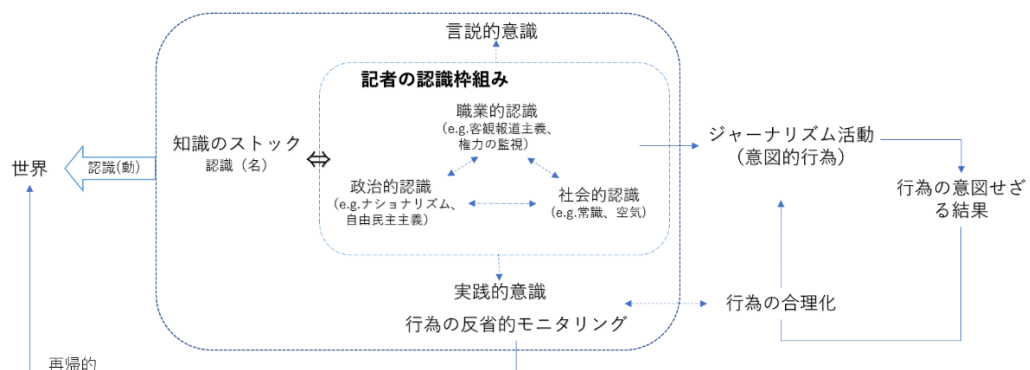 言説的意識
記者の認識枠組み
職業的認識
(e.g.客観報道主義、
権力の監視)
知識のストック
認識（名）
世界
認識(動)
政治的認識
(e.g.ナショナリズム、
自由民主主義)
社会的認識
(e.g.常識、空気)
ジャーナリズム活動
（意図的行為）
行為の意図せざ
る結果
実践的意識
行為の反省的モニタリング
行為の合理化
再帰的